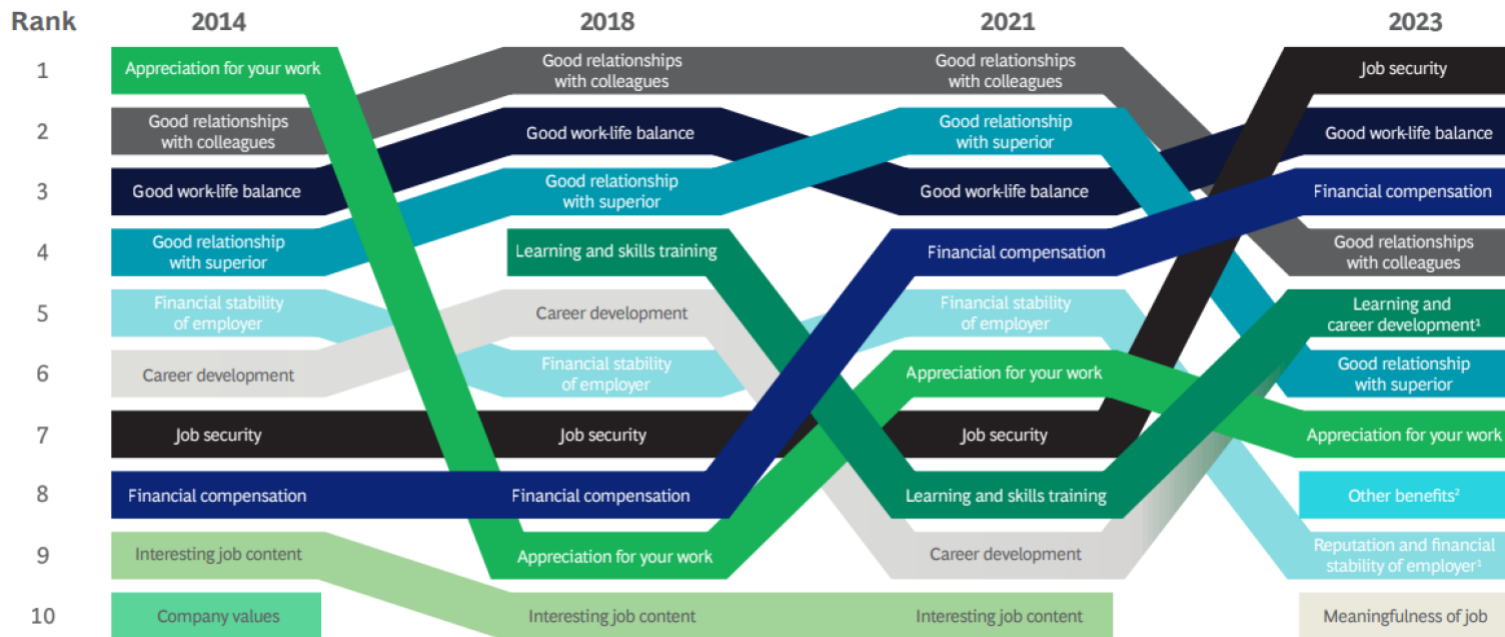 Rank 2014 2018 2021 2023
1 Appreciation for your work Good relationships with colleagues Good relationships with colleagues Job security
2 Good relationships with colleagues Good work-life balance Good relationship with superior Good work-life balance
3 Good work-life balance Good relationship with superior Good work-life balance Financial compensation
4 Good relationship with superior Learning and skills training Financial compensation Good relationships with colleagues
5 Financial stability of employer Career development Financial stability of employer Learning and career development¹
6 Career development Financial stability of employer Appreciation for your work Good relationship with superior
7 Job security Job security Job security Appreciation for your work
8 Financial compensation Financial compensation Learning and skills training Other benefits²
9 Interesting job content Appreciation for your work Career development Reputation and financial stability of employer¹
10 Company values Interesting job content Interesting job content Meaningfulness of job